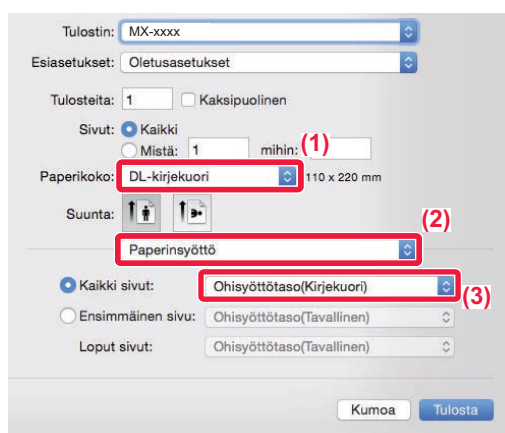 Tulostin: MX-xxxx
Esiasetukset: Oletusasetukset
Tulosteita: 1 Kaksipuolinen
Sivut: Kaikki
Mistä: 1 mihin: (1)
Paperikoko: DL-kirjekuori 110 x 220 mm
Suunta:
(2)
Paperinsyöttö
Kaikki sivut: Ohisyöttötaso(Kirjekuori)
(3)
Ensimmäinen sivu: Ohisyöttötaso(Tavallinen)
Loput sivut: Ohisyöttötaso(Tavallinen)
Kumoa Tulosta